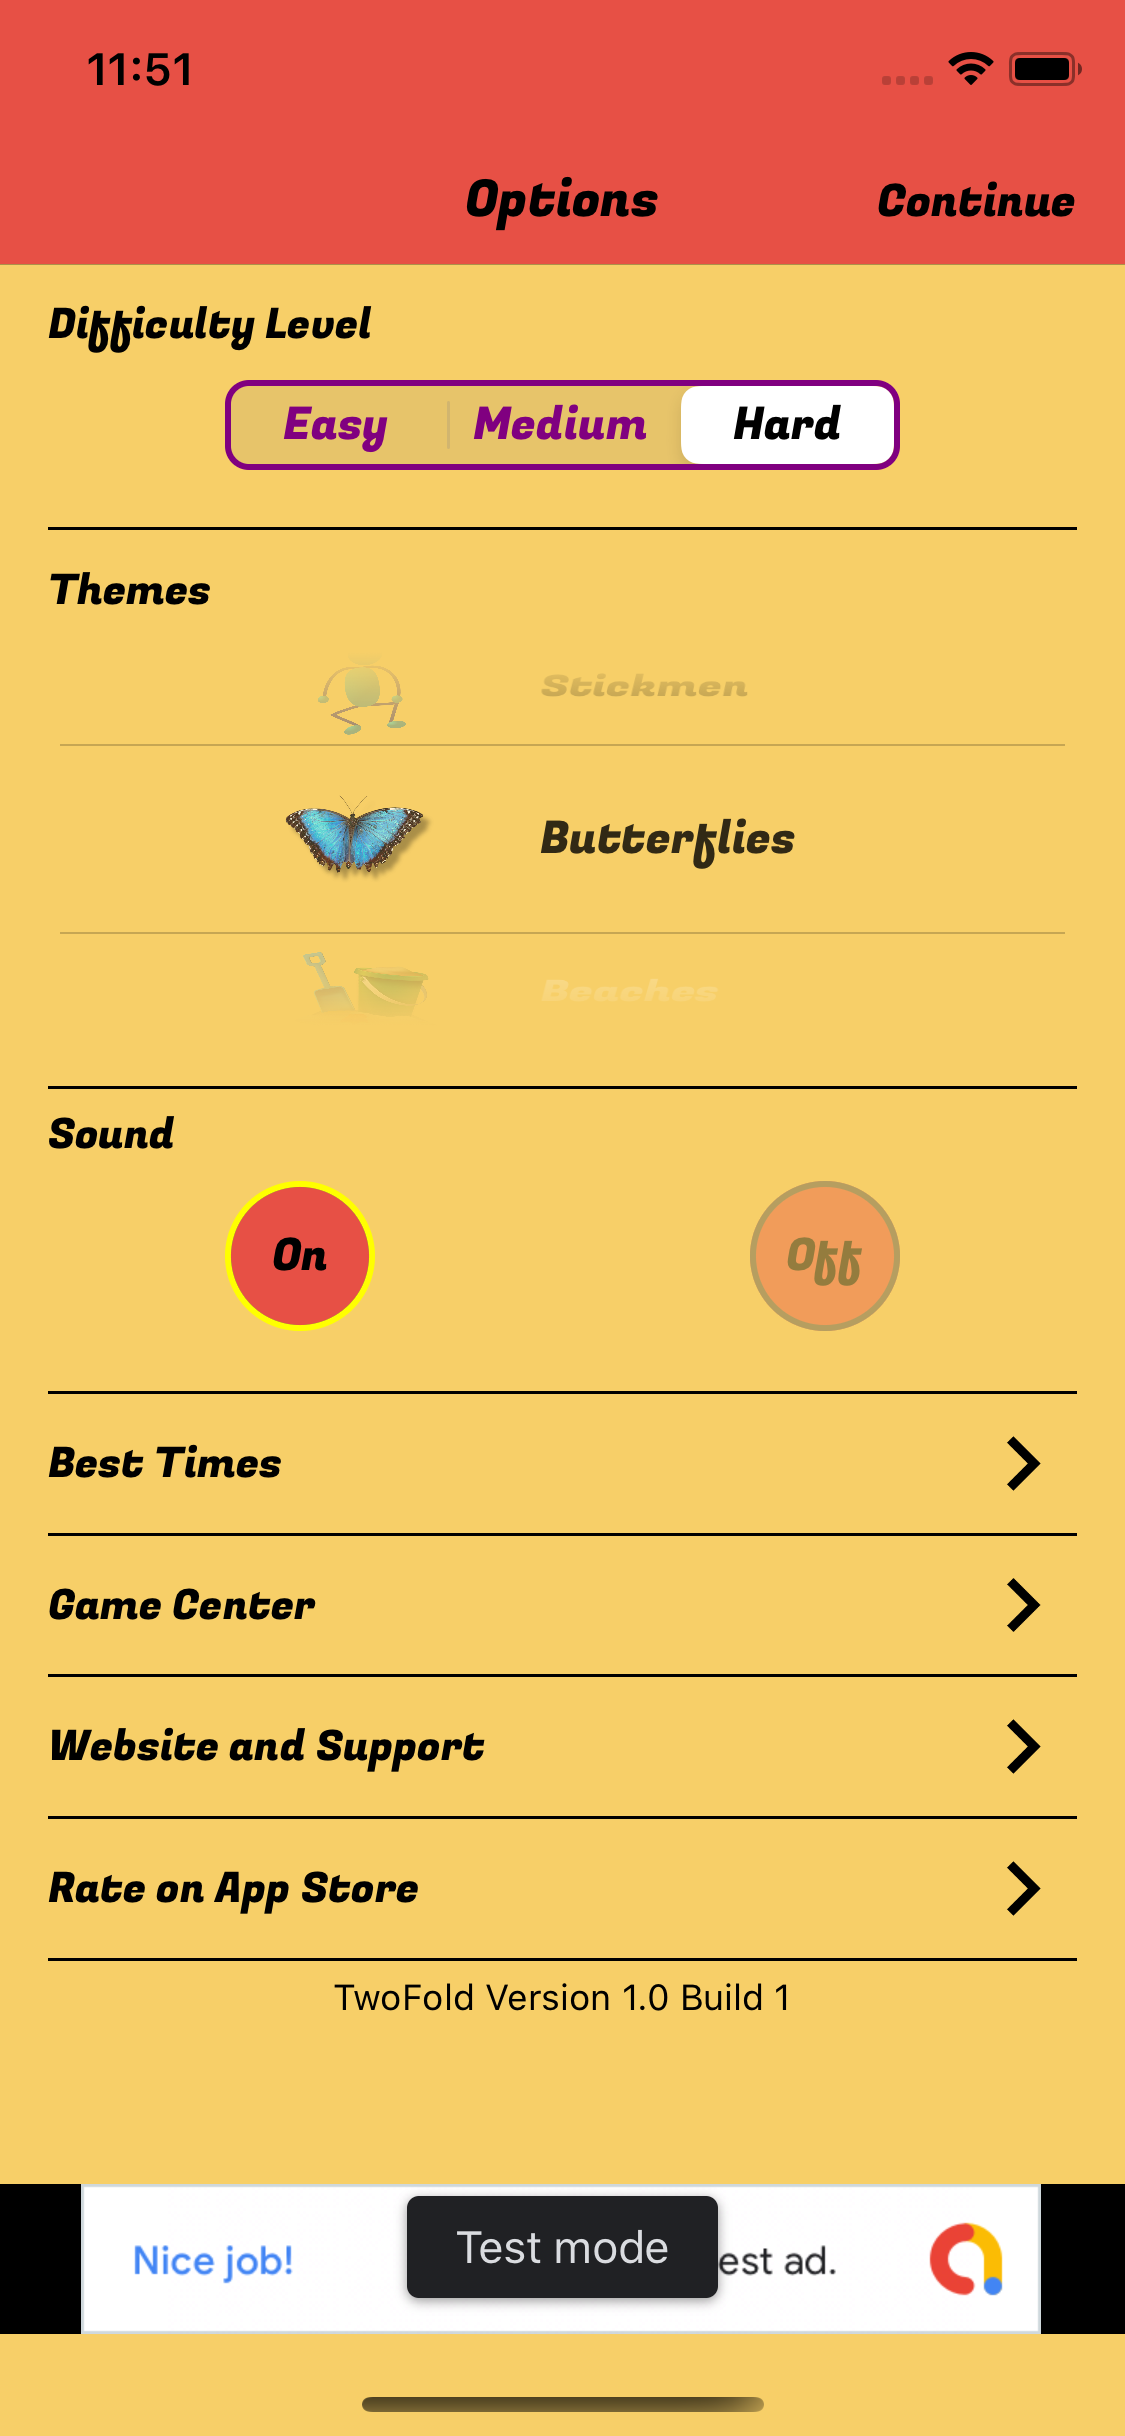 11:51
Options
Continue
Difficulty Level
Easy
Medium
Hard
Themes
Stickmen
Butterflies
Beaches
Sound
On
Off
Best Times
Game Center
Website and Support
Rate on App Store
TwoFold Version 1.0 Build 1
Nice job!
Test mode
est ad.